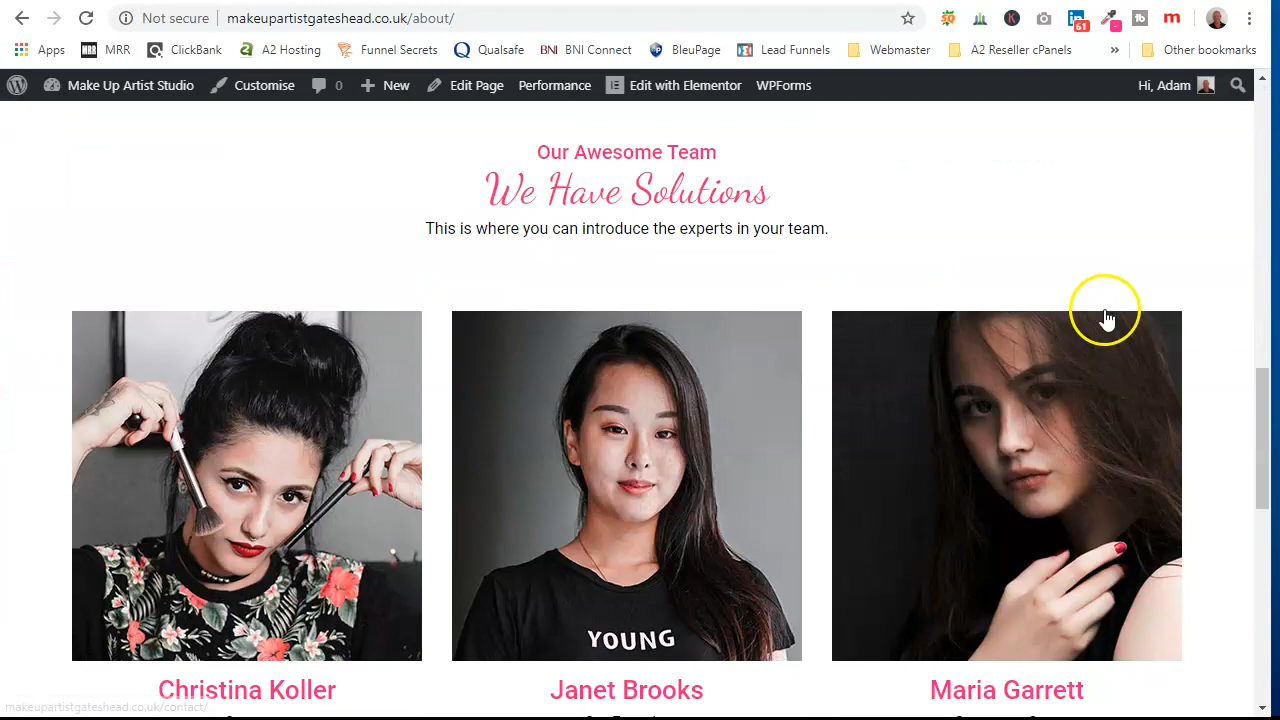 Not secure
makeupartistgateshead.co.uk/about/
61
Apps
MRR
MRR
ClickBank
A2 Hosting
Funnel Secrets
Qualsafe
BNI
BNI Connect
BleuPage
Lead Funnels
Webmaster
A2 Reseller cPanels
»
Other bookmarks
Make Up Artist Studio
Customise
0
New
Edit Page
Performance
Edit with Elementor
WPForms
Hi, Adam
Our Awesome Team
We Have Solutions
This is where you can introduce the experts in your team.
YOUNG
Christina Koller
Janet Brooks
Maria Garrett
makeupartistgateshead.co.uk/contact/